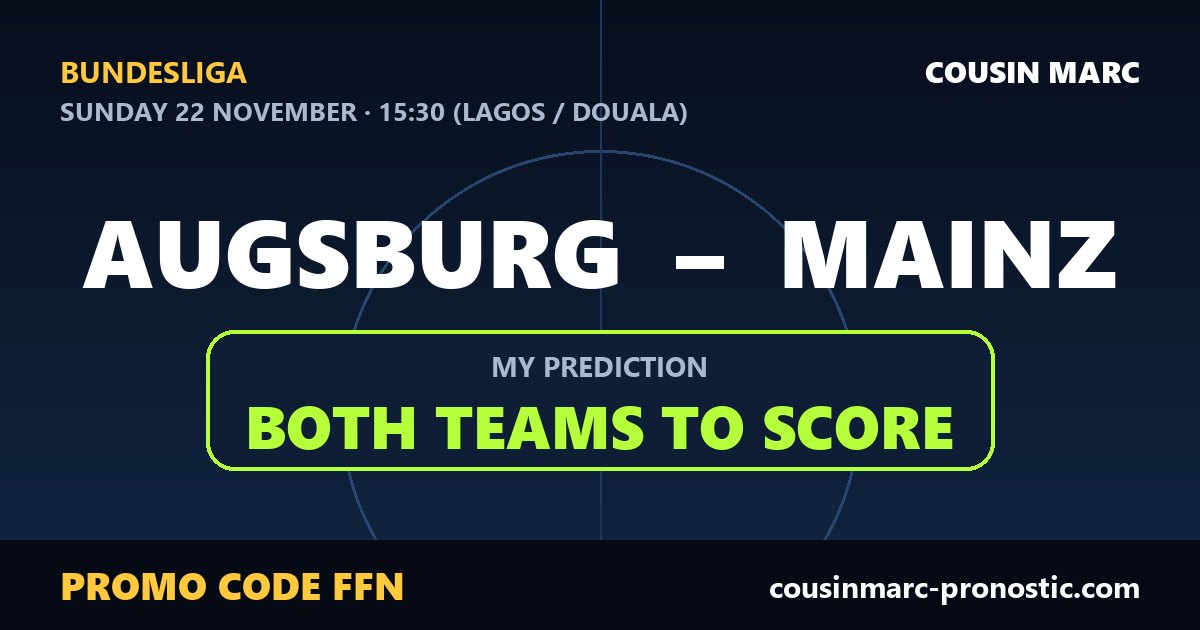 BUNDESLIGA
COUSIN MARC
SUNDAY 22 NOVEMBER · 15:30 (LAGOS / DOUALA)
AUGSBURG – MAINZ
MY PREDICTION
BOTH TEAMS TO SCORE
PROMO CODE FFN
cousinmarc-pronostic.com